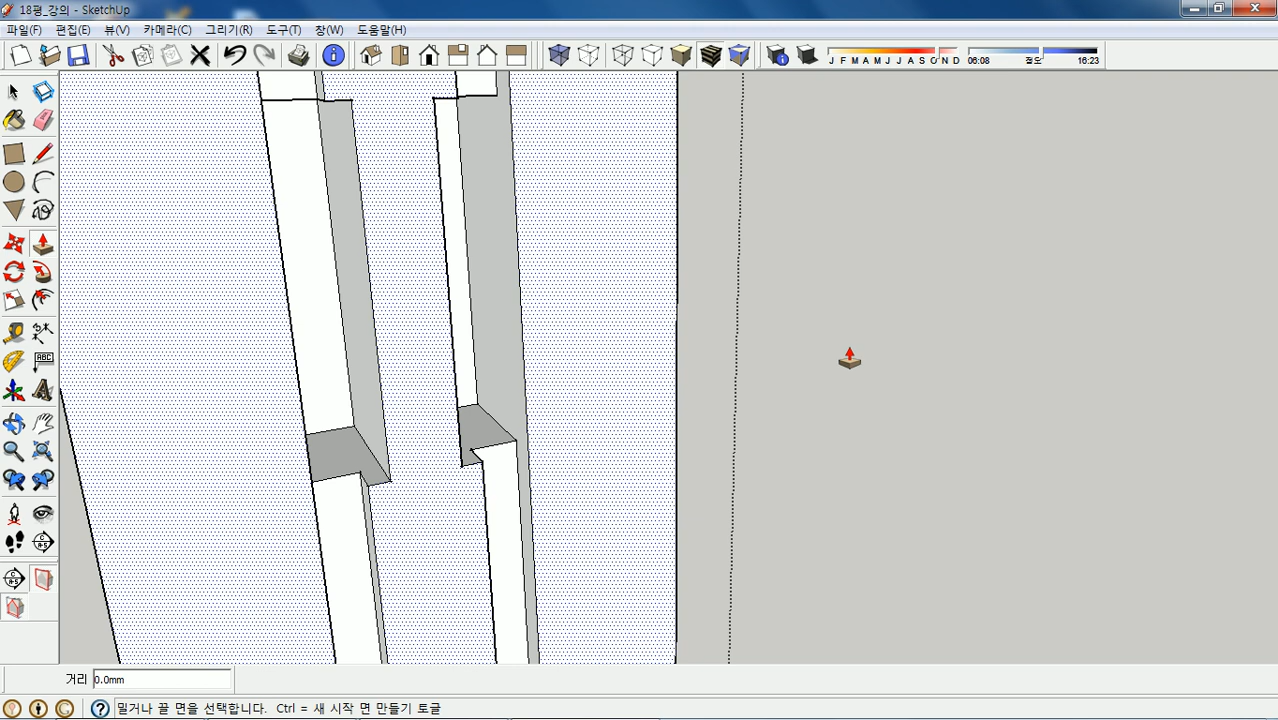 18평_강의 - SketchUp
파일(F) 편집(E) 뷰(V) 카메라(C) 그리기(R) 도구(T) 창(W) 도움말(H)
J F M A M J J A S O N D 06:08 정오 16:23
ABC
거리 0.0mm
밀거나 끌 면을 선택합니다. Ctrl = 새 시작 면 만들기 토글